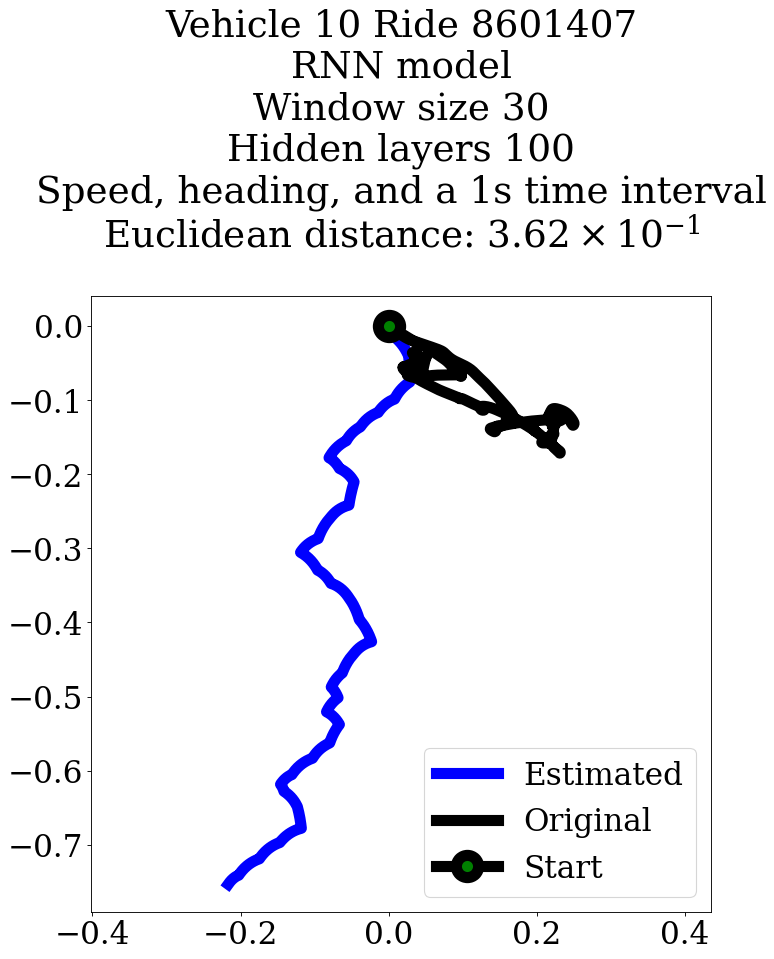 Vehicle 10 Ride 8601407
RNN model
Window size 30
Hidden layers 100
Speed, heading, and a 1s time interval
Euclidean distance: 3.62 × 10⁻¹
0.0
−0.1
−0.2
−0.3
−0.4
−0.5
−0.6
−0.7
Estimated
Original
Start
−0.4 −0.2 0.0 0.2 0.4